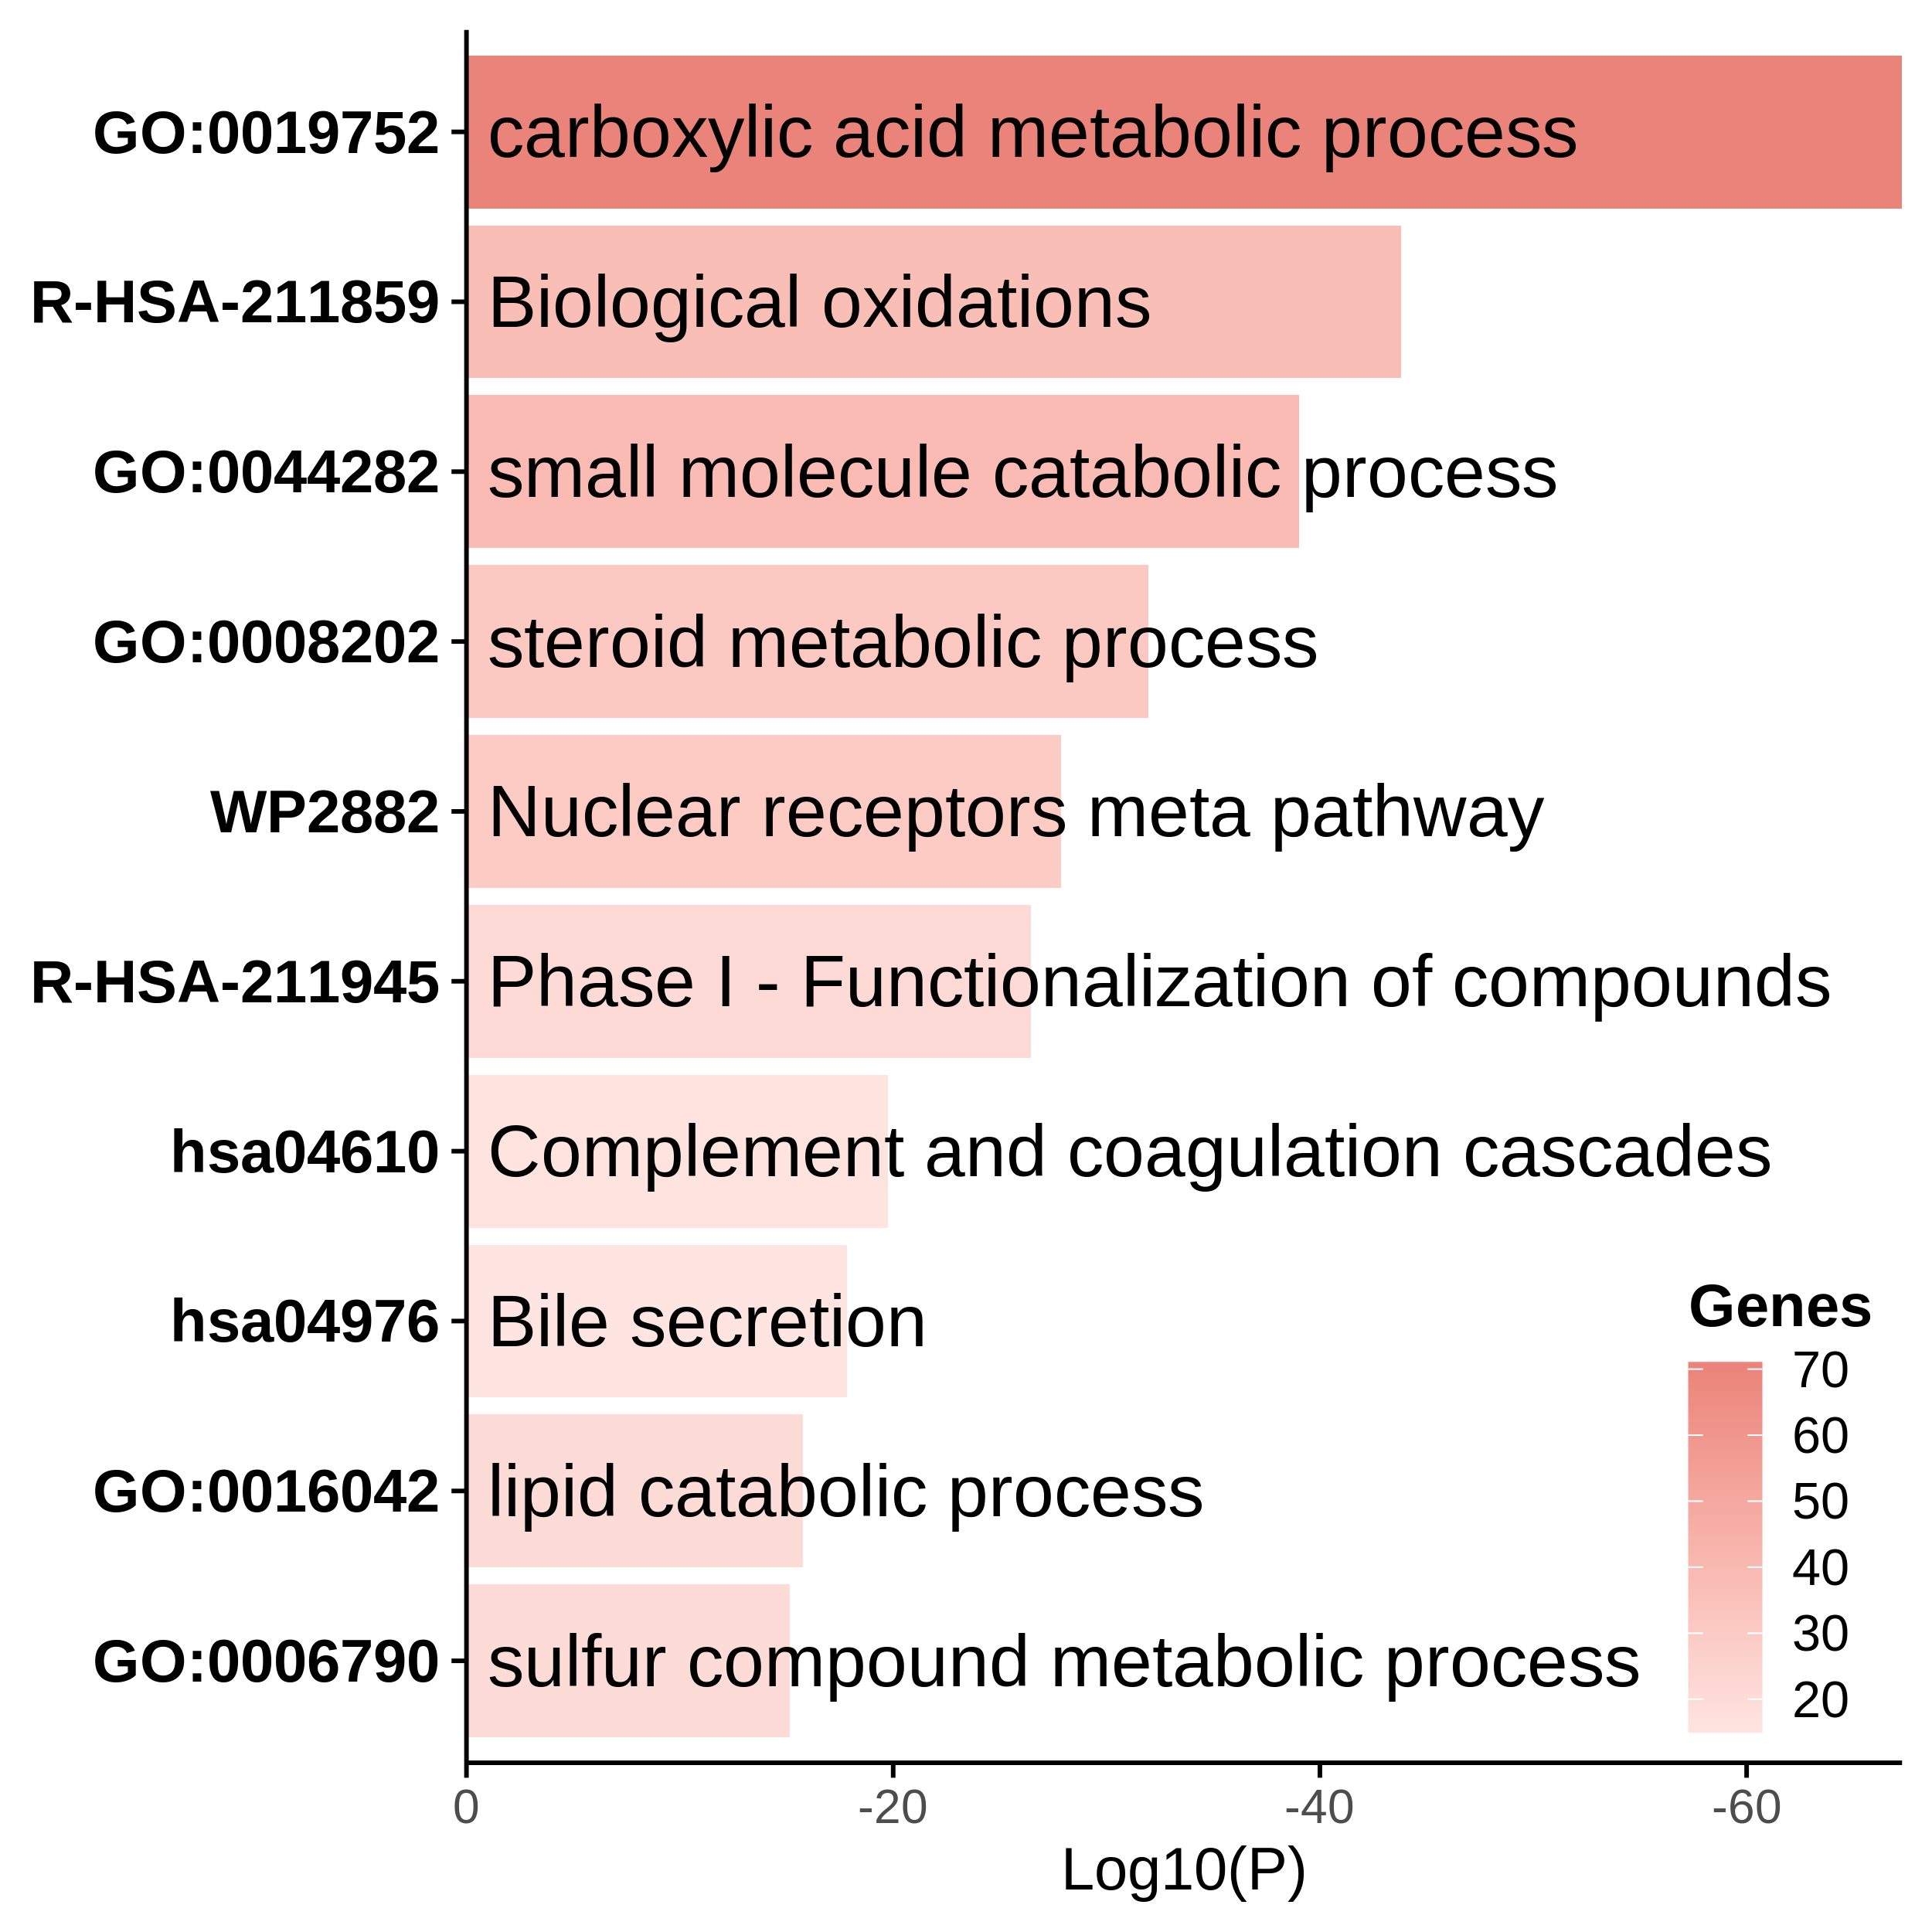 GO:0019752 carboxylic acid metabolic process
R-HSA-211859 Biological oxidations
GO:0044282 small molecule catabolic process
GO:0008202 steroid metabolic process
WP2882 Nuclear receptors meta pathway
R-HSA-211945 Phase I - Functionalization of compounds
hsa04610 Complement and coagulation cascades
hsa04976 Bile secretion
GO:0016042 lipid catabolic process
GO:0006790 sulfur compound metabolic process
Genes
70
60
50
40
30
20
0 -20 -40 -60
Log10(P)